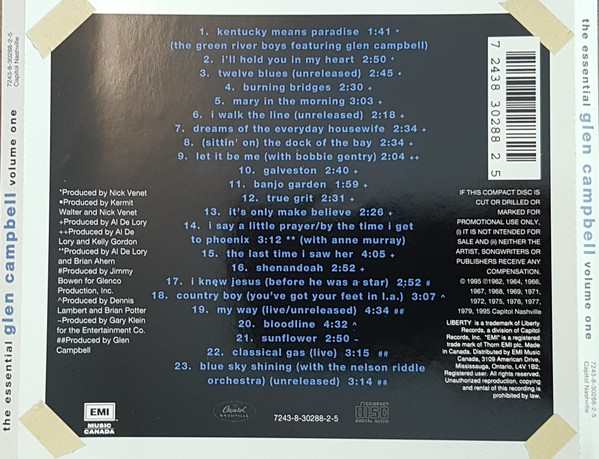 the essential glen campbell volume one
7243-8-30288-2-5
Capitol Nashville
1. kentucky means paradise 1:41 *
(the green river boys featuring glen campbell)
2. i'll hold you in my heart 2:50 *
3. twelve blues (unreleased) 2:45 •
4. burning bridges 2:30 +
5. mary in the morning 3:03 +
6. i walk the line (unreleased) 2:18 +
7. dreams of the everyday housewife 2:34 +
8. (sittin' on) the dock of the bay 2:34 +
9. let it be me (with bobbie gentry) 2:04 ++
10. galveston 2:40 +
11. banjo garden 1:59 +
12. true grit 2:31 +
13. it's only make believe 2:26 +
14. i say a little prayer/by the time i get
to phoenix 3:12 ** (with anne murray)
15. the last time i saw her 4:05 +
16. shenandoah 2:52 +
17. i knew jesus (before he was a star) 2:52 #
18. country boy (you've got your feet in l.a.) 3:07 ^
19. my way (live/unreleased) 4:34 ##
20. bloodline 4:32 ^
21. sunflower 2:50 ~
22. classical gas (live) 3:15 ##
23. blue sky shining (with the nelson riddle
orchestra) (unreleased) 3:14 ##
*Produced by Nick Venet
•Produced by Kermit
Walter and Nick Venet
+Produced by Al De Lory
++Produced by Al De
Lory and Kelly Gordon
**Produced by Al De Lory
and Brian Ahern
#Produced by Jimmy
Bowen for Glenco
Production, Inc.
^Produced by Dennis
Lambert and Brian Potter
~Produced by Gary Klein
for the Entertainment Co.
##Produced by Glen
Campbell
EMI
MUSIC
CANADA
Capitol
NASHVILLE
7243-8-30288-2-5
COMPACT
disc
DIGITAL AUDIO
7 2438 30288 2 5
IF THIS COMPACT DISC IS
CUT OR DRILLED OR
MARKED FOR
PROMOTIONAL USE ONLY.
(I) IT IS NOT INTENDED FOR
SALE AND (II) NEITHER THE
ARTIST, SONGWRITERS OR
PUBLISHERS RECEIVE ANY
COMPENSATION.
© 1995 ℗1962, 1964, 1966,
1967, 1968, 1969, 1971,
1972, 1975, 1976, 1977,
1979, 1995 Capitol Nashville
LIBERTY is a trademark of Liberty
Records, a division of Capitol
Records, Inc. "EMI" is a registered
trade mark of Thorn EMI plc. Made
in Canada. Distributed by EMI Music
Canada, 3109 American Drive,
Mississauga, Ontario, L4V 1B2.
Registered user. All rights reserved.
Unauthorized reproduction, copying
and rental of this recording is
prohibited by law.
the essential glen campbell volume one
7243-8-30288-2-5
Capitol Nashville